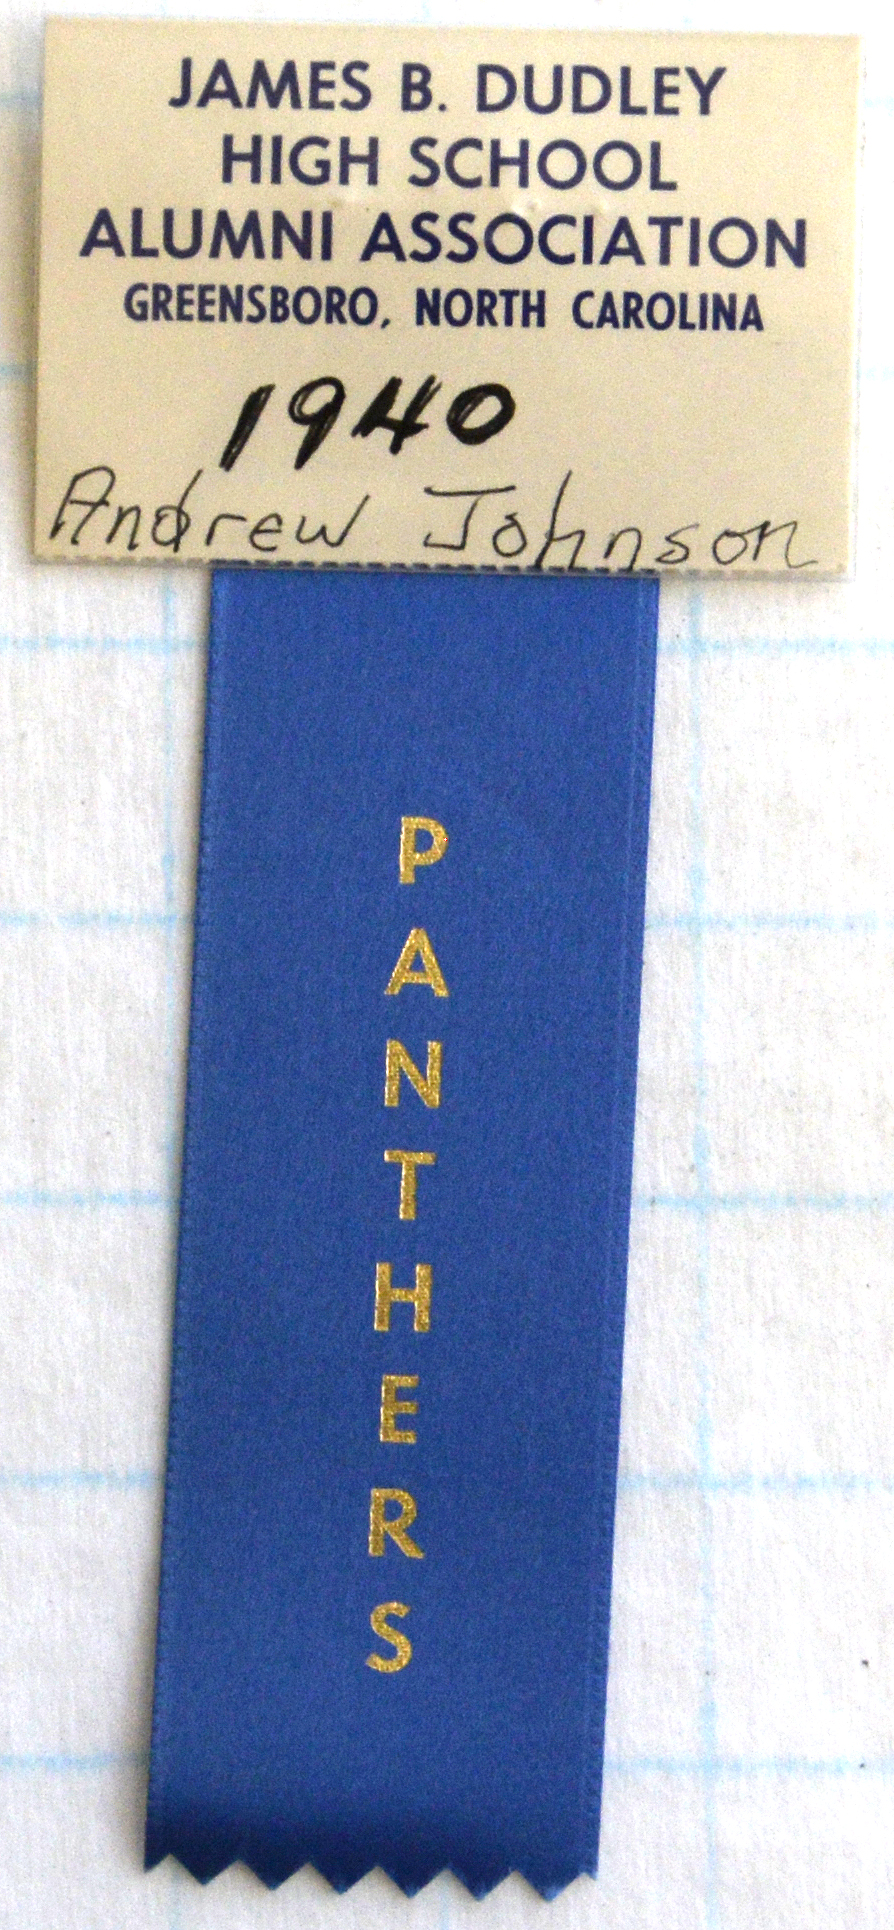 JAMES B. DUDLEY
HIGH SCHOOL
ALUMNI ASSOCIATION
GREENSBORO, NORTH CAROLINA
1940
Andrew Johnson
PANTHERS